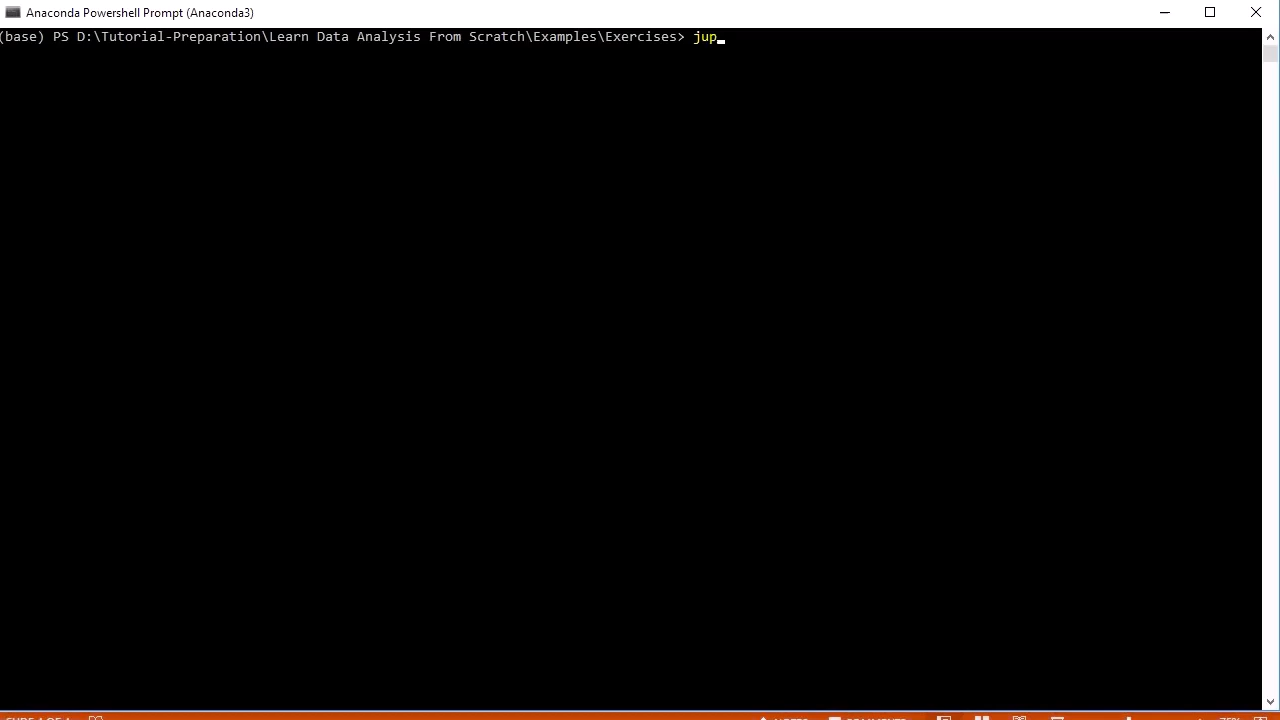 Anaconda Powershell Prompt (Anaconda3)
(base) PS D:\Tutorial-Preparation\Learn Data Analysis From Scratch\Examples\Exercises> jup